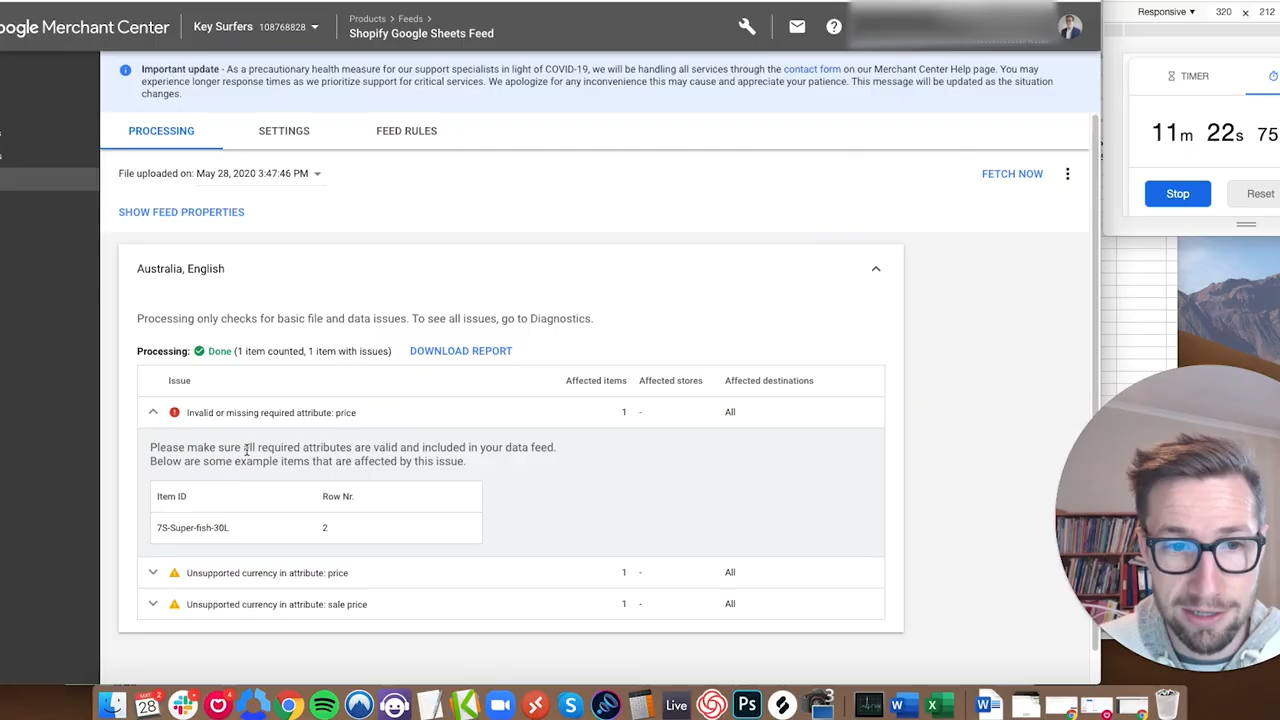 oogle Merchant Center
Key Surfers 108768828
Products > Feeds >
Shopify Google Sheets Feed
Responsive 320 x 212
Important update - As a precautionary health measure for our support specialists in light of COVID-19, we will be handling all services through the contact form on our Merchant Center Help page. You may
experience longer response times as we prioritize support for critical services. We apologize for any inconvenience this may cause and appreciate your patience. This message will be updated as the situation
changes.
TIMER
11m 22s 75
Stop Reset
PROCESSING SETTINGS FEED RULES
File uploaded on: May 28, 2020 3:47:46 PM
FETCH NOW
SHOW FEED PROPERTIES
Australia, English
Processing only checks for basic file and data issues. To see all issues, go to Diagnostics.
Processing: Done (1 item counted, 1 item with issues) DOWNLOAD REPORT
Issue Affected items Affected stores Affected destinations
Invalid or missing required attribute: price 1 - All
Please make sure all required attributes are valid and included in your data feed.
Below are some example items that are affected by this issue.
Item ID Row Nr.
7S-Super-fish-30L 2
Unsupported currency in attribute: price 1 - All
Unsupported currency in attribute: sale price 1 - All
MAY 2
28
4
Live
Ps